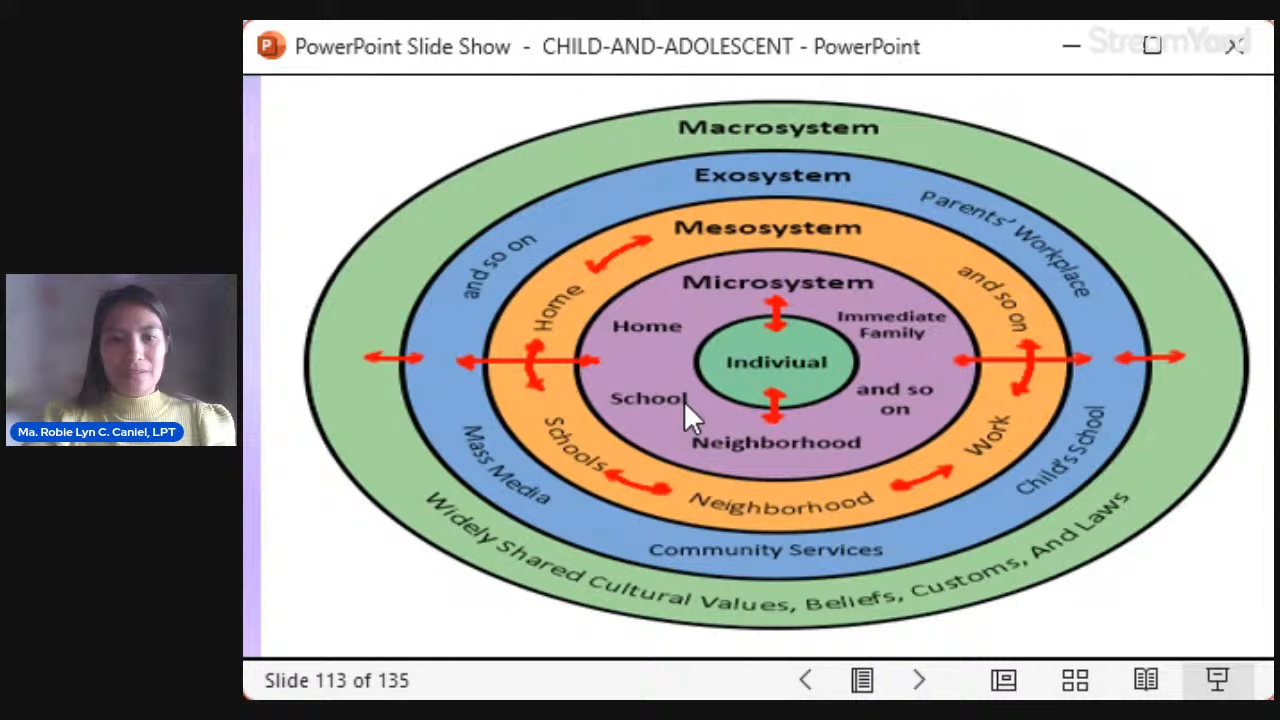 PowerPoint Slide Show - CHILD-AND-ADOLESCENT - PowerPoint
StreamYard
Macrosystem
Exosystem
Parents' Workplace
and so on
Mesosystem
and so on
Home
Microsystem
Home
Immediate
Family
Indiviual
School
and so
on
Neighborhood
Schools
Work
Neighborhood
Mass Media
Child's School
Community Services
Widely Shared Cultural Values, Beliefs, Customs, And Laws
Ma. Robie Lyn C. Caniel, LPT
Slide 113 of 135